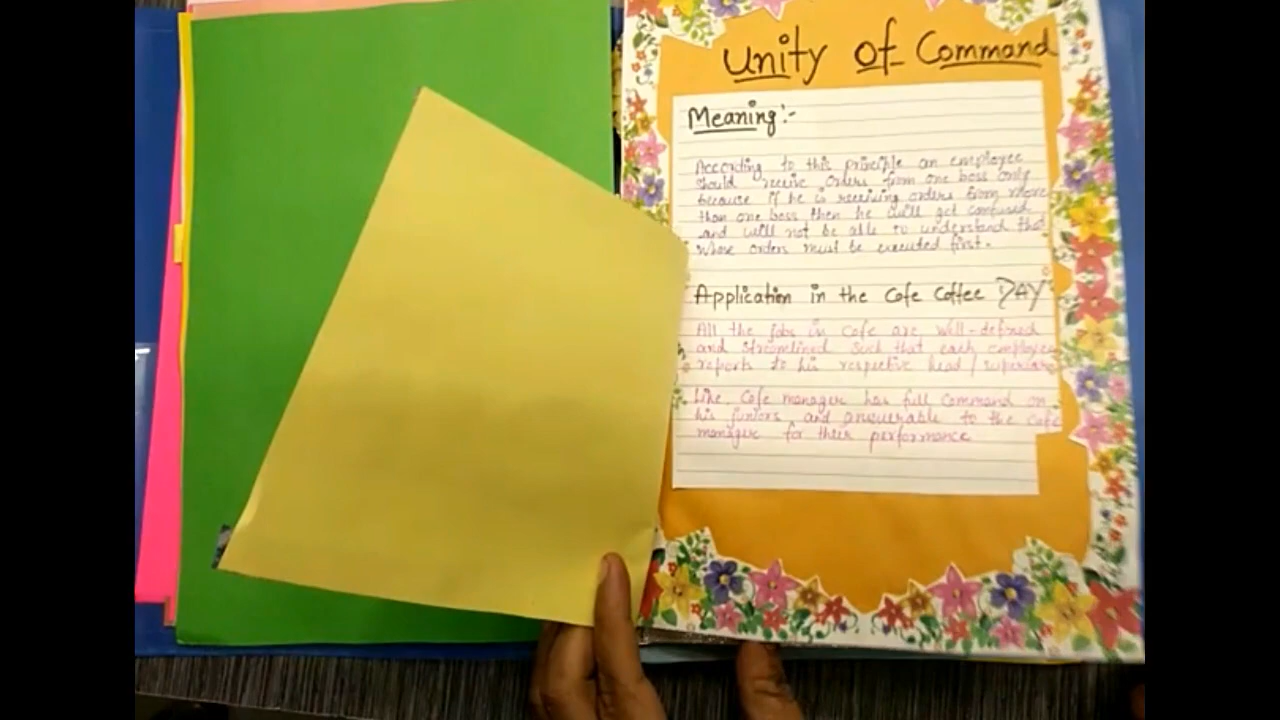 Unity of Command
Meaning:-
According to this principle an employee
should receive orders from one boss only
because if he is receiving orders from more
than one boss then he will get confused
and will not be able to understand that
whose orders must be executed first.
Application in the Cafe Coffee DAY
All the jobs in Cafe are well-defined
and streamlined such that each employee
reports to his respective head /
Like, Cafe manager has full command on
his juniors and answerable to the Cafe
manager for their performance